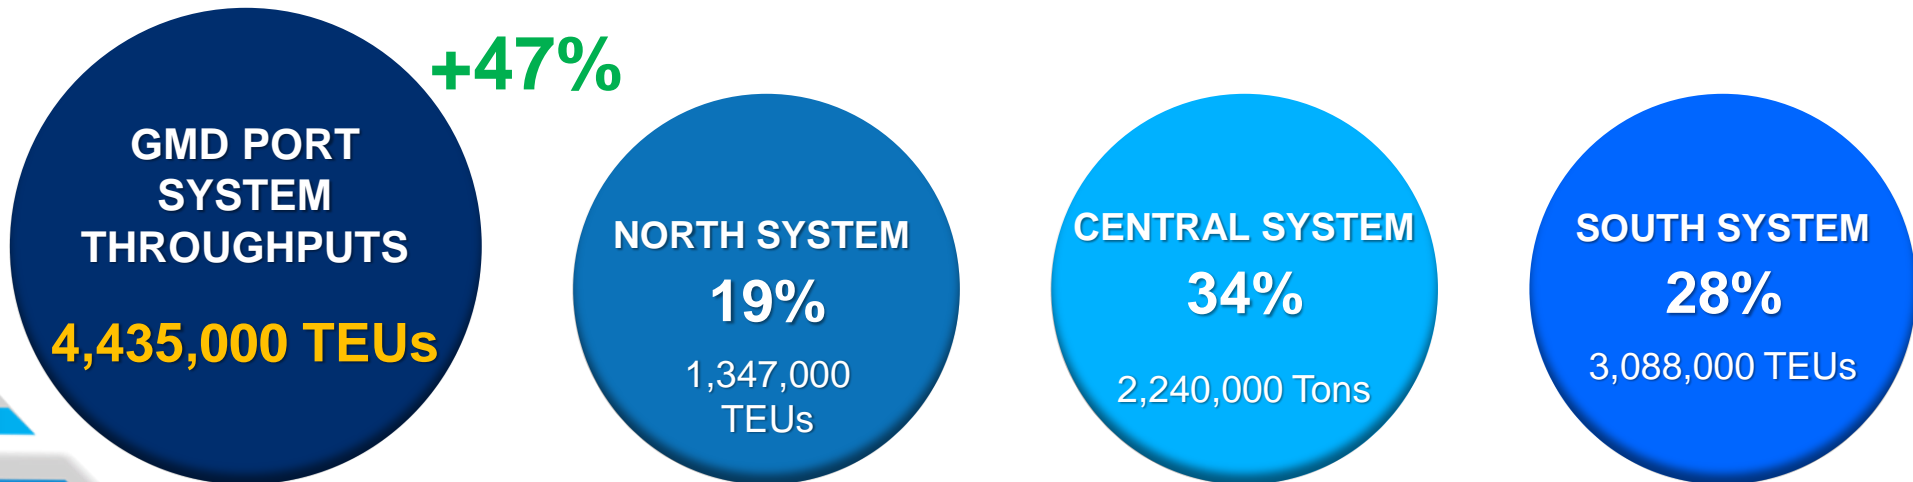 +47%
GMD PORT
SYSTEM
THROUGHPUTS
4,435,000 TEUs
NORTH SYSTEM
19%
1,347,000
TEUs
CENTRAL SYSTEM
34%
2,240,000 Tons
SOUTH SYSTEM
28%
3,088,000 TEUs